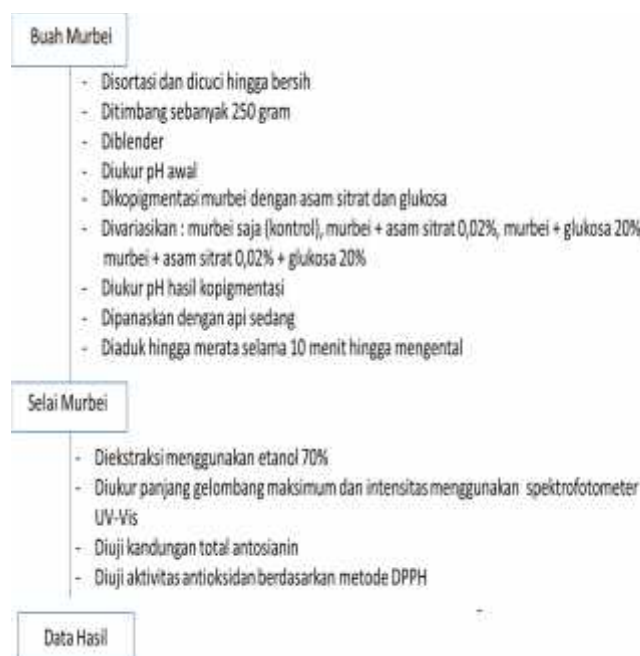 Buah Murbei
- Disortasi dan dicuci hingga bersih
- Ditimbang sebanyak 250 gram
- Diblender
- Diukur pH awal
- Dikopigmentasi murbei dengan asam sitrat dan glukosa
- Divariasikan : murbei saja (kontrol), murbei + asam sitrat 0,02%, murbei + glukosa 20%
murbei + asam sitrat 0,02% + glukosa 20%
- Diukur pH hasil kopigmentasi
- Dipanaskan dengan api sedang
- Diaduk hingga merata selama 10 menit hingga mengental
Selai Murbei
- Diekstraksi menggunakan etanol 70%
- Diukur panjang gelombang maksimum dan intensitas menggunakan spektrofotometer
UV-Vis
- Diuji kandungan total antosianin
- Diuji aktivitas antioksidan berdasarkan metode DPPH
Data Hasil